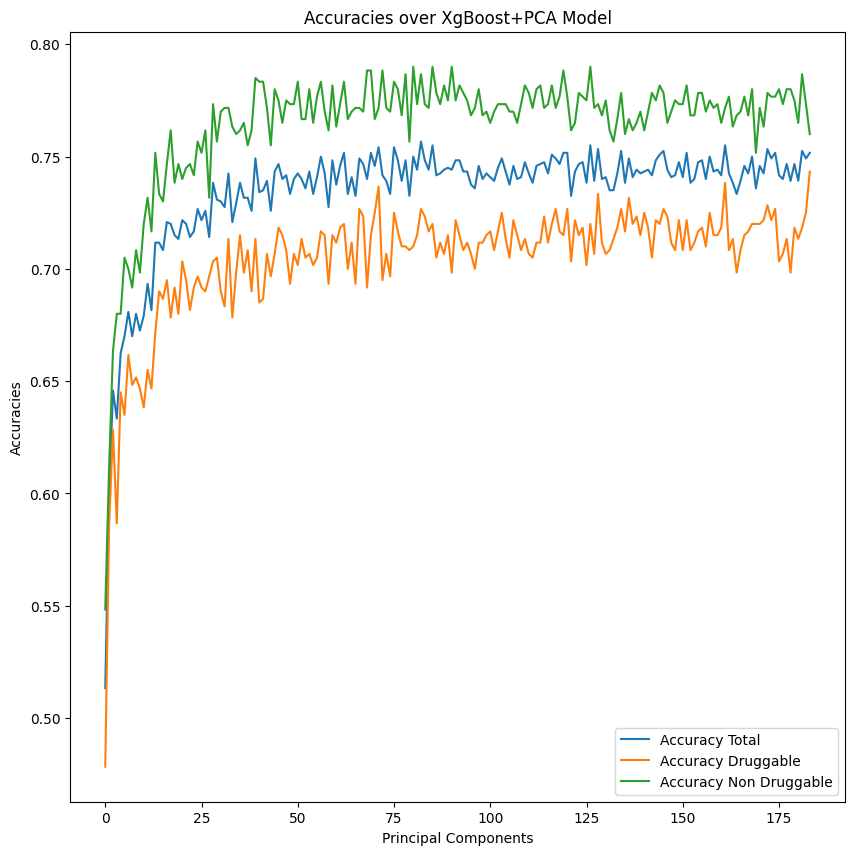 Accuracies over XgBoost+PCA Model
Accuracies
0.80
0.75
0.70
0.65
0.60
0.55
0.50
0
25
50
75
100
125
150
175
Principal Components
Accuracy Total
Accuracy Druggable
Accuracy Non Druggable